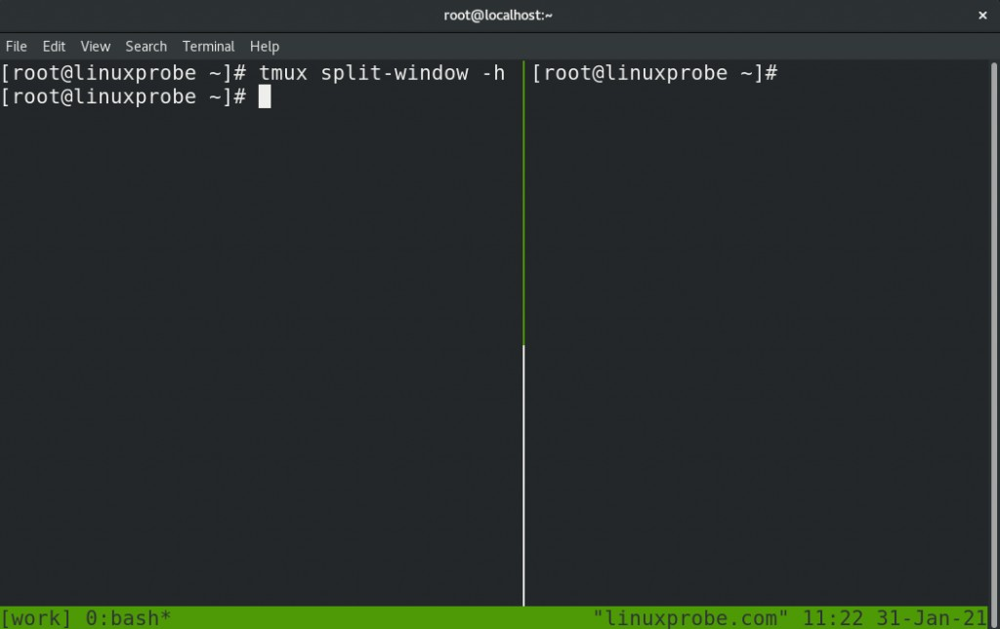 root@localhost:~
File Edit View Search Terminal Help
[root@linuxprobe ~]# tmux split-window -h
[root@linuxprobe ~]#
[root@linuxprobe ~]#
[work] 0:bash* "linuxprobe.com" 11:22 31-Jan-21